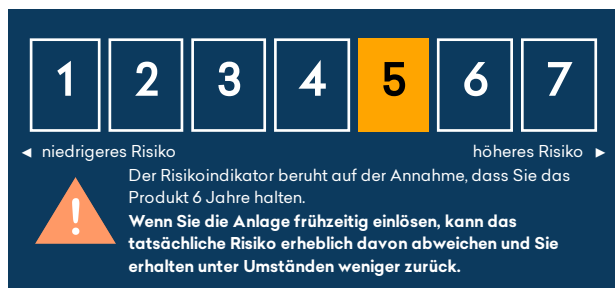 1 2 3 4 5 6 7
◄ niedrigeres Risiko höheres Risiko ►
Der Risikoindikator beruht auf der Annahme, dass Sie das
Produkt 6 Jahre halten.
Wenn Sie die Anlage frühzeitig einlösen, kann das
tatsächliche Risiko erheblich davon abweichen und Sie
erhalten unter Umständen weniger zurück.